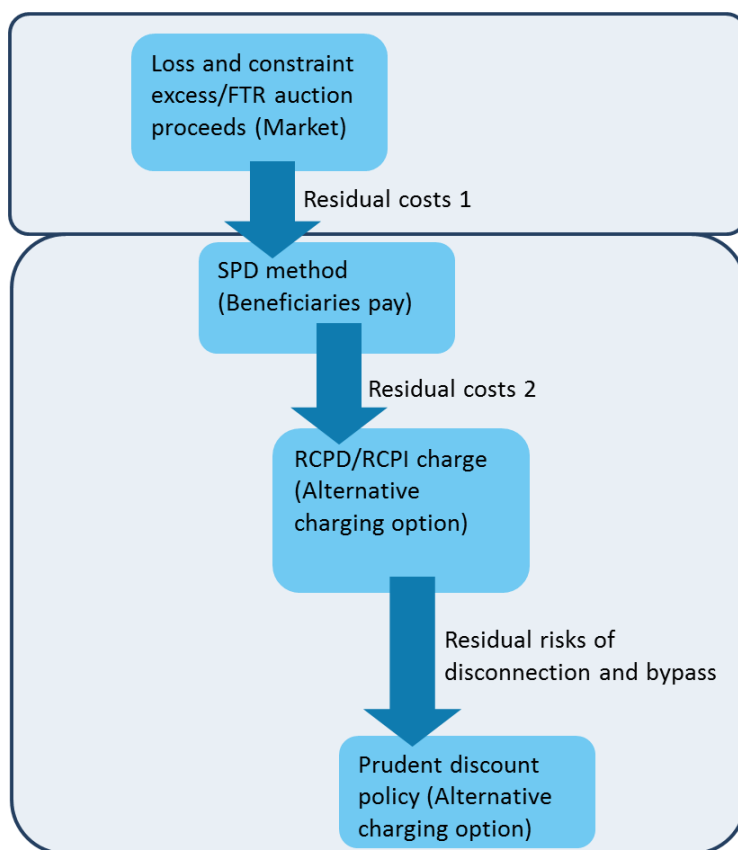 Loss and constraint
excess/FTR auction
proceeds (Market)
Residual costs 1
SPD method
(Beneficiaries pay)
Residual costs 2
RCPD/RCPI charge
(Alternative
charging option)
Residual risks of
disconnection and bypass
Prudent discount
policy (Alternative
charging option)